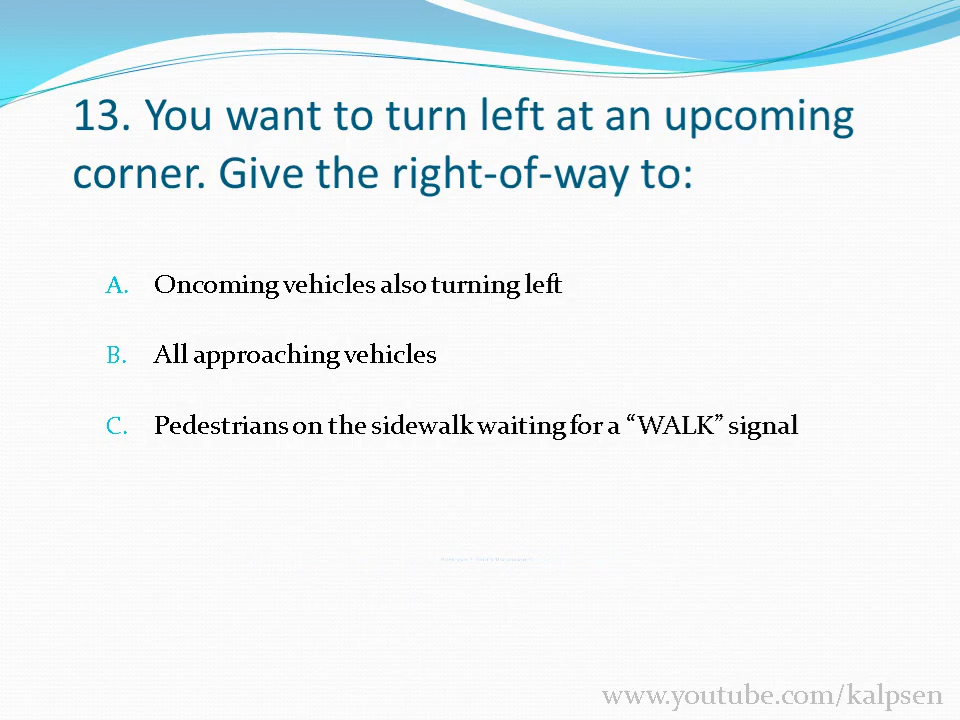 13. You want to turn left at an upcoming
corner. Give the right-of-way to:
A. Oncoming vehicles also turning left
B. All approaching vehicles
C. Pedestrians on the sidewalk waiting for a “WALK” signal
www.youtube.com/kalpsen